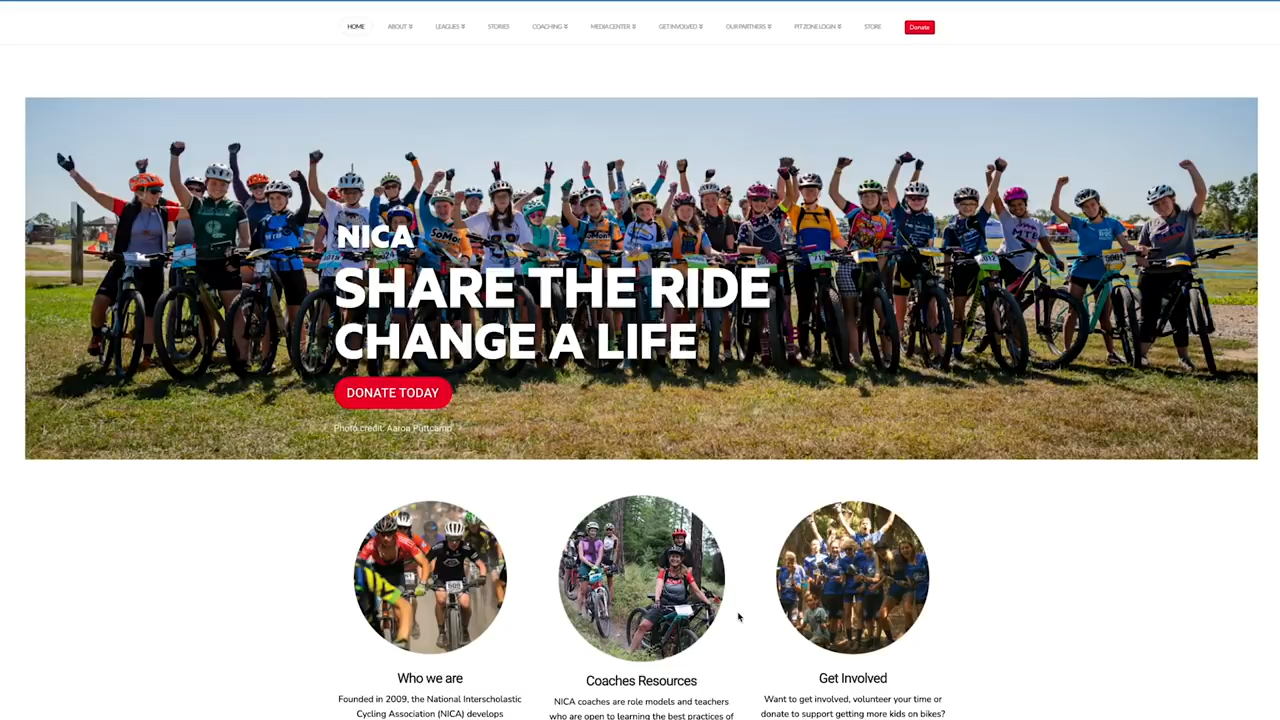 HOME ABOUT LEAGUES STORIES COACHING MEDIA CENTER GET INVOLVED OUR PARTNERS PIT ZONE LOGIN STORE Donate
NICA
SHARE THE RIDE
CHANGE A LIFE
DONATE TODAY
Photo credit: Aaron Puttcamp
Who we are
Founded in 2009, the National Interscholastic
Cycling Association (NICA) develops
Coaches Resources
NICA coaches are role models and teachers
who are open to learning the best practices of
Get Involved
Want to get involved, volunteer your time or
donate to support getting more kids on bikes?